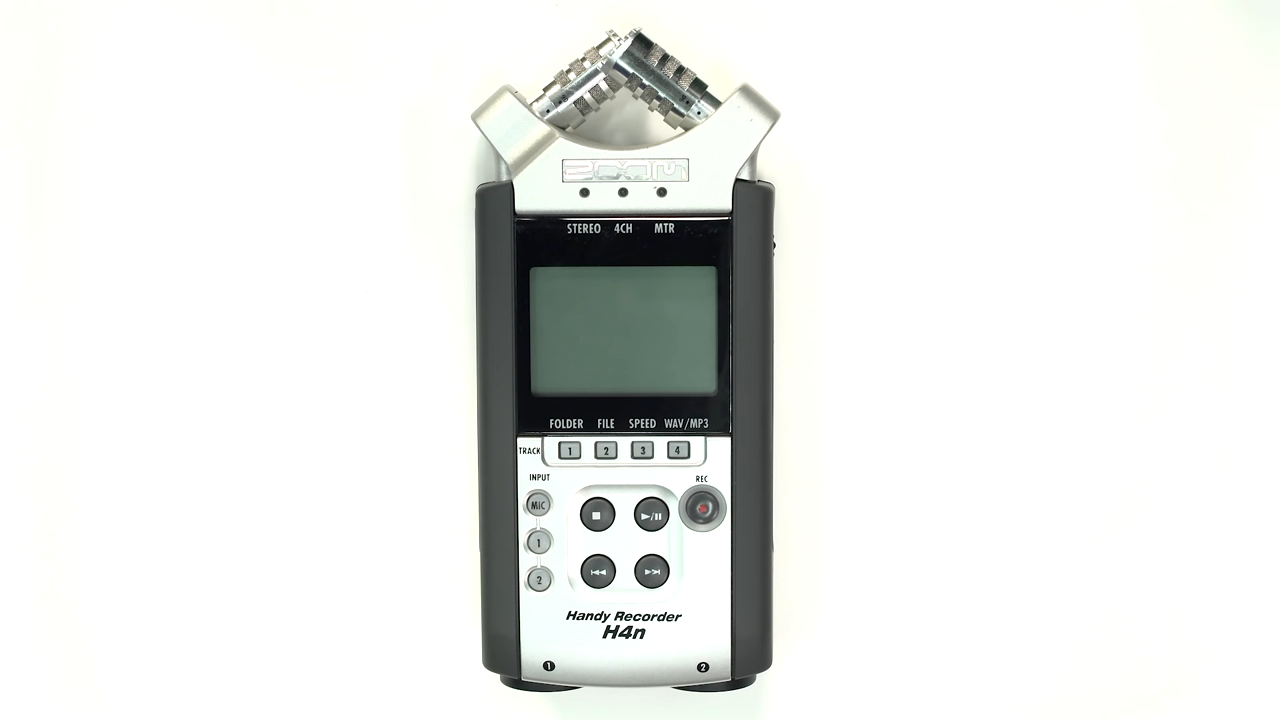 ZOOM
STEREO 4CH MTR
FOLDER FILE SPEED WAV/MP3
TRACK 1 2 3 4
INPUT REC
MIC
1
2
Handy Recorder
H4n
1 2